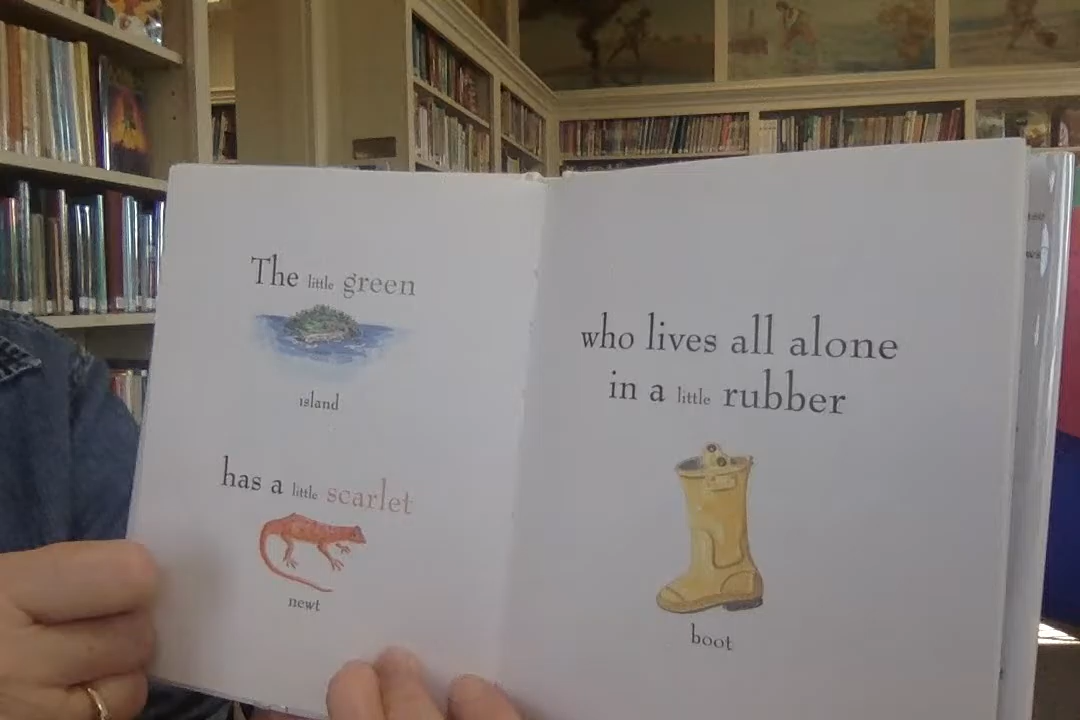 The little green
island
has a little scarlet
newt
who lives all alone
in a little rubber
boot